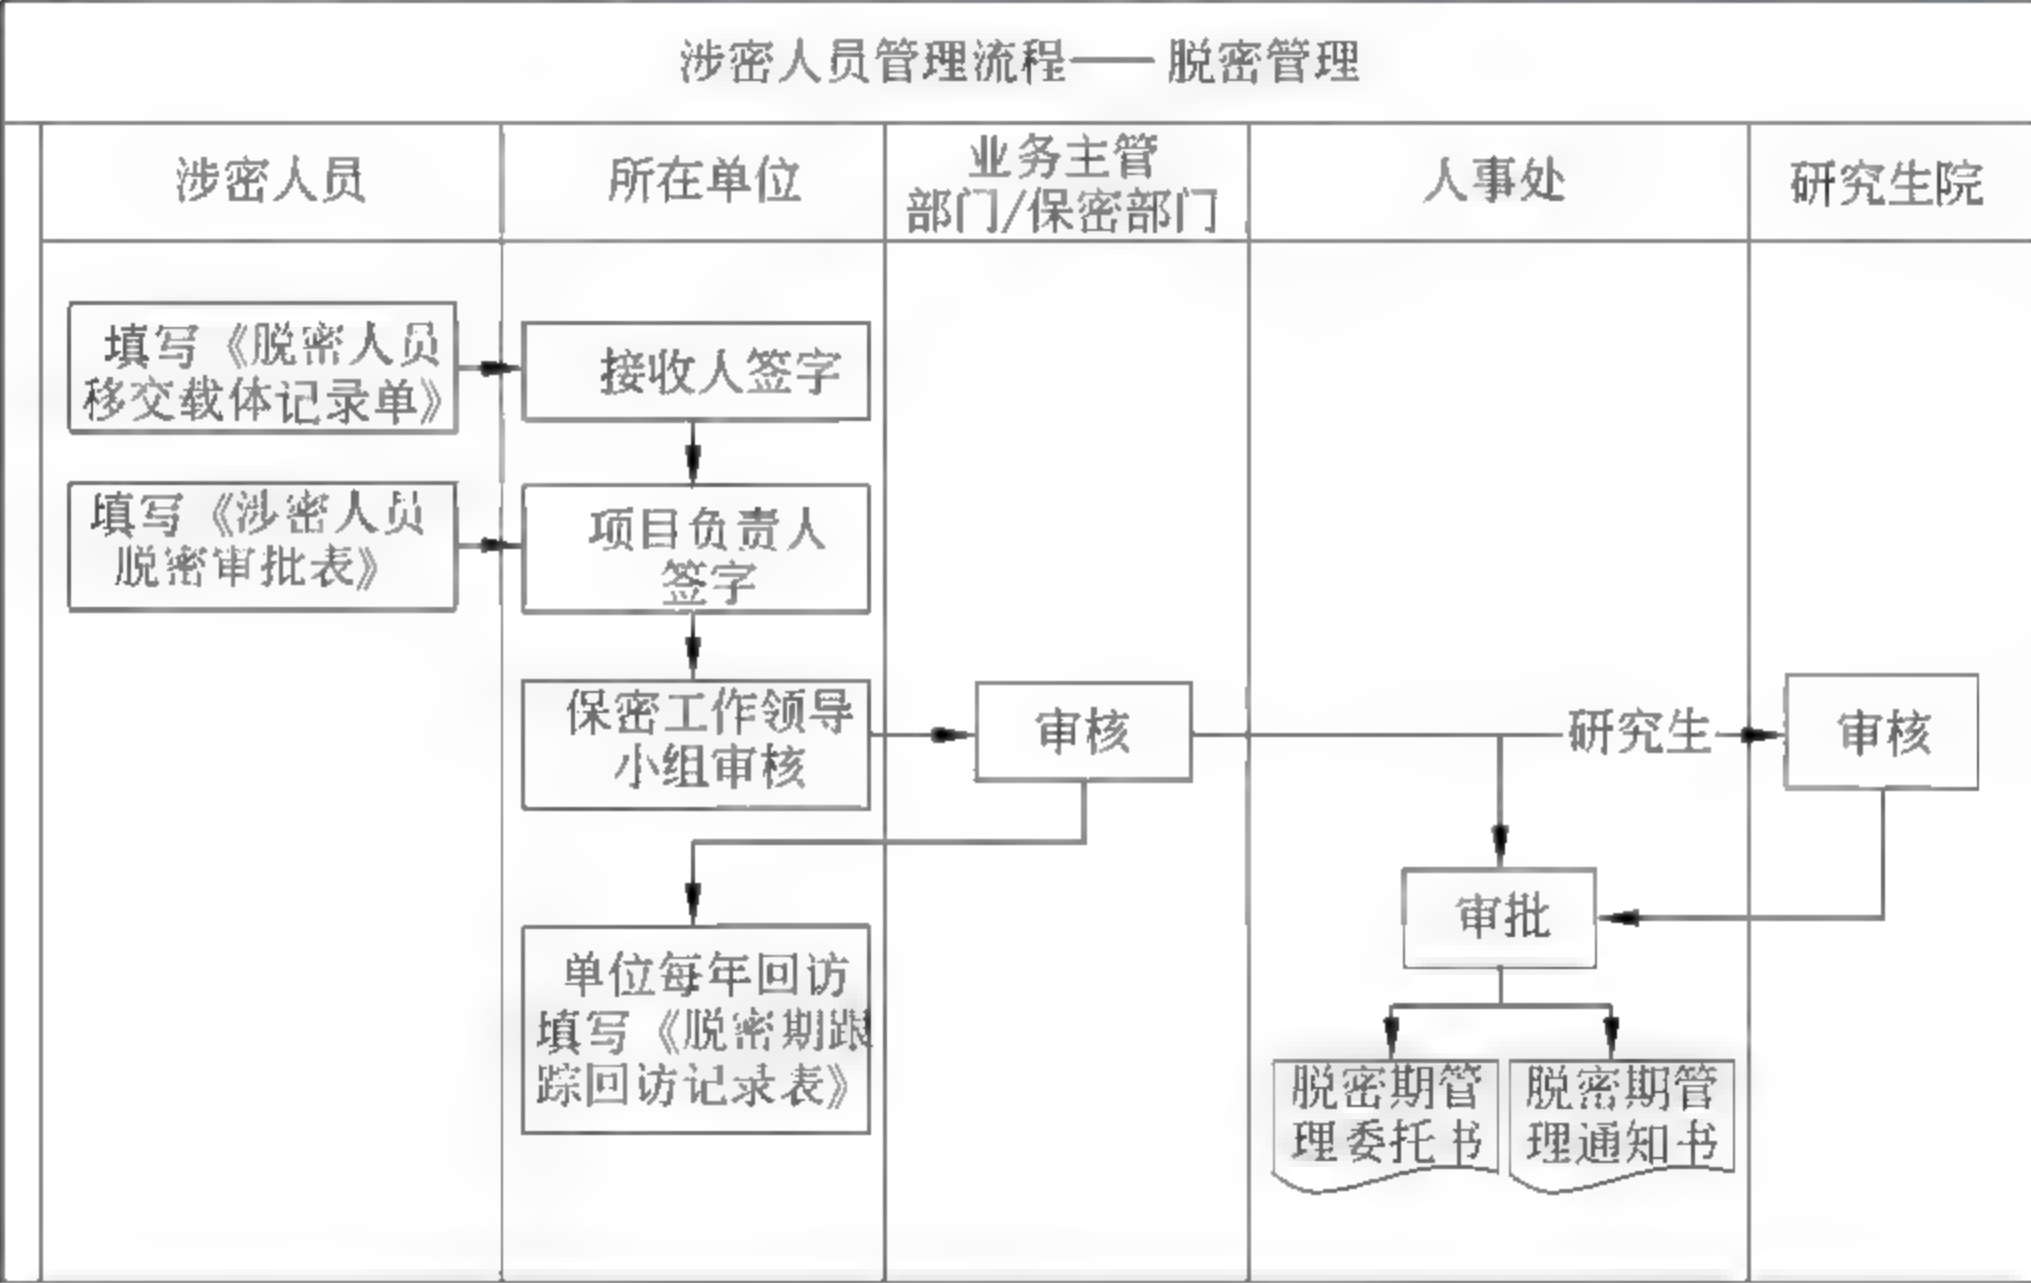 涉密人员管理流程——脱密管理
涉密人员
所在单位
业务主管
部门/保密部门
人事处
研究生院
填写《脱密人员
移交载体记录单》
接收人签字
填写《涉密人员
脱密审批表》
项目负责人
签字
保密工作领导
小组审核
审核
研究生
审核
审批
单位每年回访
填写《脱密期跟
踪回访记录表》
脱密期管
理委托书
脱密期管
理通知书